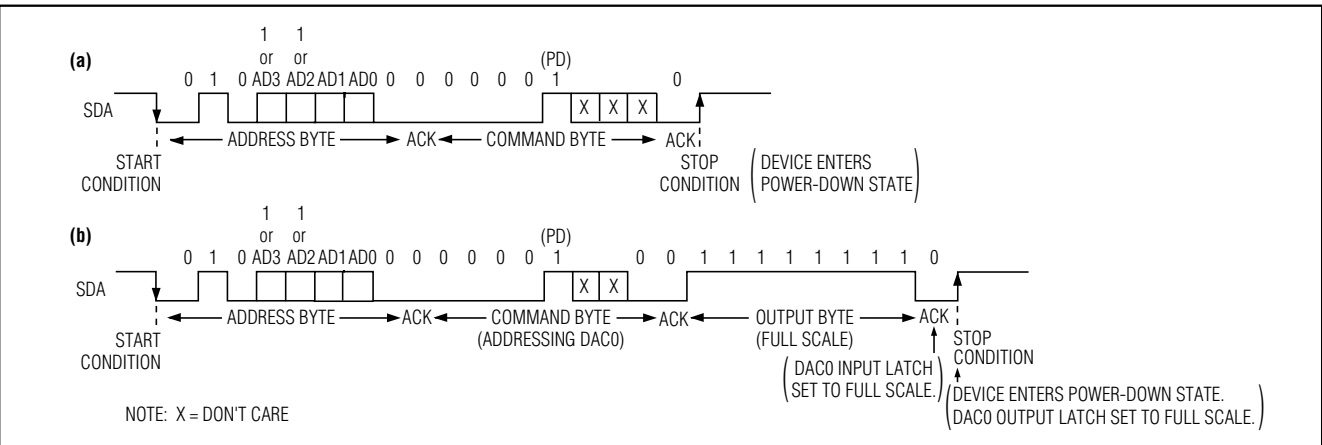 (a)
1 1
or or
0 1 0 AD3 AD2 AD1 AD0 0 0 0 0 0 0 (PD) 1 0
SDA X X X
ADDRESS BYTE ACK COMMAND BYTE ACK
START CONDITION
STOP CONDITION
(DEVICE ENTERS POWER-DOWN STATE)
(b)
1 1
or or
0 1 0 AD3 AD2 AD1 AD0 0 0 0 0 0 0 (PD) 1 0 0 1 1 1 1 1 1 1 1 0
SDA X X
ADDRESS BYTE ACK COMMAND BYTE ACK OUTPUT BYTE ACK
(ADDRESSING DAC0) (FULL SCALE)
START CONDITION
STOP CONDITION
(DAC0 INPUT LATCH SET TO FULL SCALE.)
(DEVICE ENTERS POWER-DOWN STATE. DAC0 OUTPUT LATCH SET TO FULL SCALE.)
NOTE: X = DON'T CARE